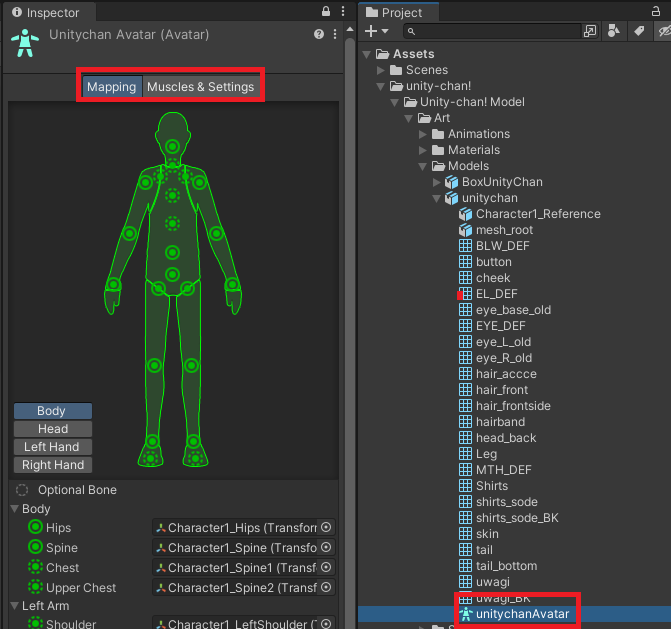 Inspector
Unitychan Avatar (Avatar)
Mapping
Muscles & Settings
Body
Head
Left Hand
Right Hand
Optional Bone
Body
Hips
Character1_Hips (Transfor
Spine
Character1_Spine (Transfo
Chest
Character1_Spine1 (Transf
Upper Chest
Character1_Spine2 (Transf
Left Arm
Shoulder
Character1_LeftShoulder (T
Project
Assets
Scenes
unity-chan!
Unity-chan! Model
Art
Animations
Materials
Models
BoxUnityChan
unitychan
Character1_Reference
mesh_root
BLW_DEF
button
cheek
EL_DEF
eye_base_old
EYE_DEF
eye_L_old
eye_R_old
hair_accce
hair_front
hair_frontside
hairband
head_back
Leg
MTH_DEF
Shirts
shirts_sode
shirts_sode_BK
skin
tail
tail_bottom
uwagi
uwagi_BK
unitychanAvatar